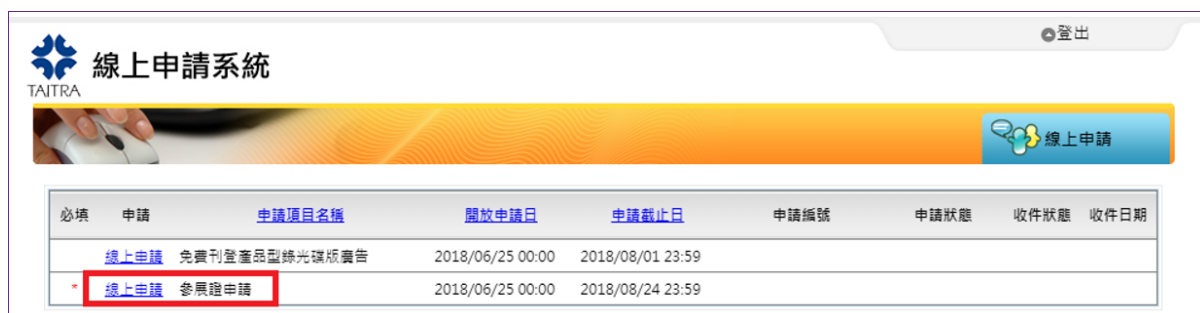 登出
TAITRA
線上申請系統
線上申請
必填 申請 申請項目名稱 開放申請日 申請截止日 申請編號 申請狀態 收件狀態 收件日期
線上申請 免費刊登產品型錄光碟版廣告 2018/06/25 00:00 2018/08/01 23:59
* 線上申請 參展證申請 2018/06/25 00:00 2018/08/24 23:59